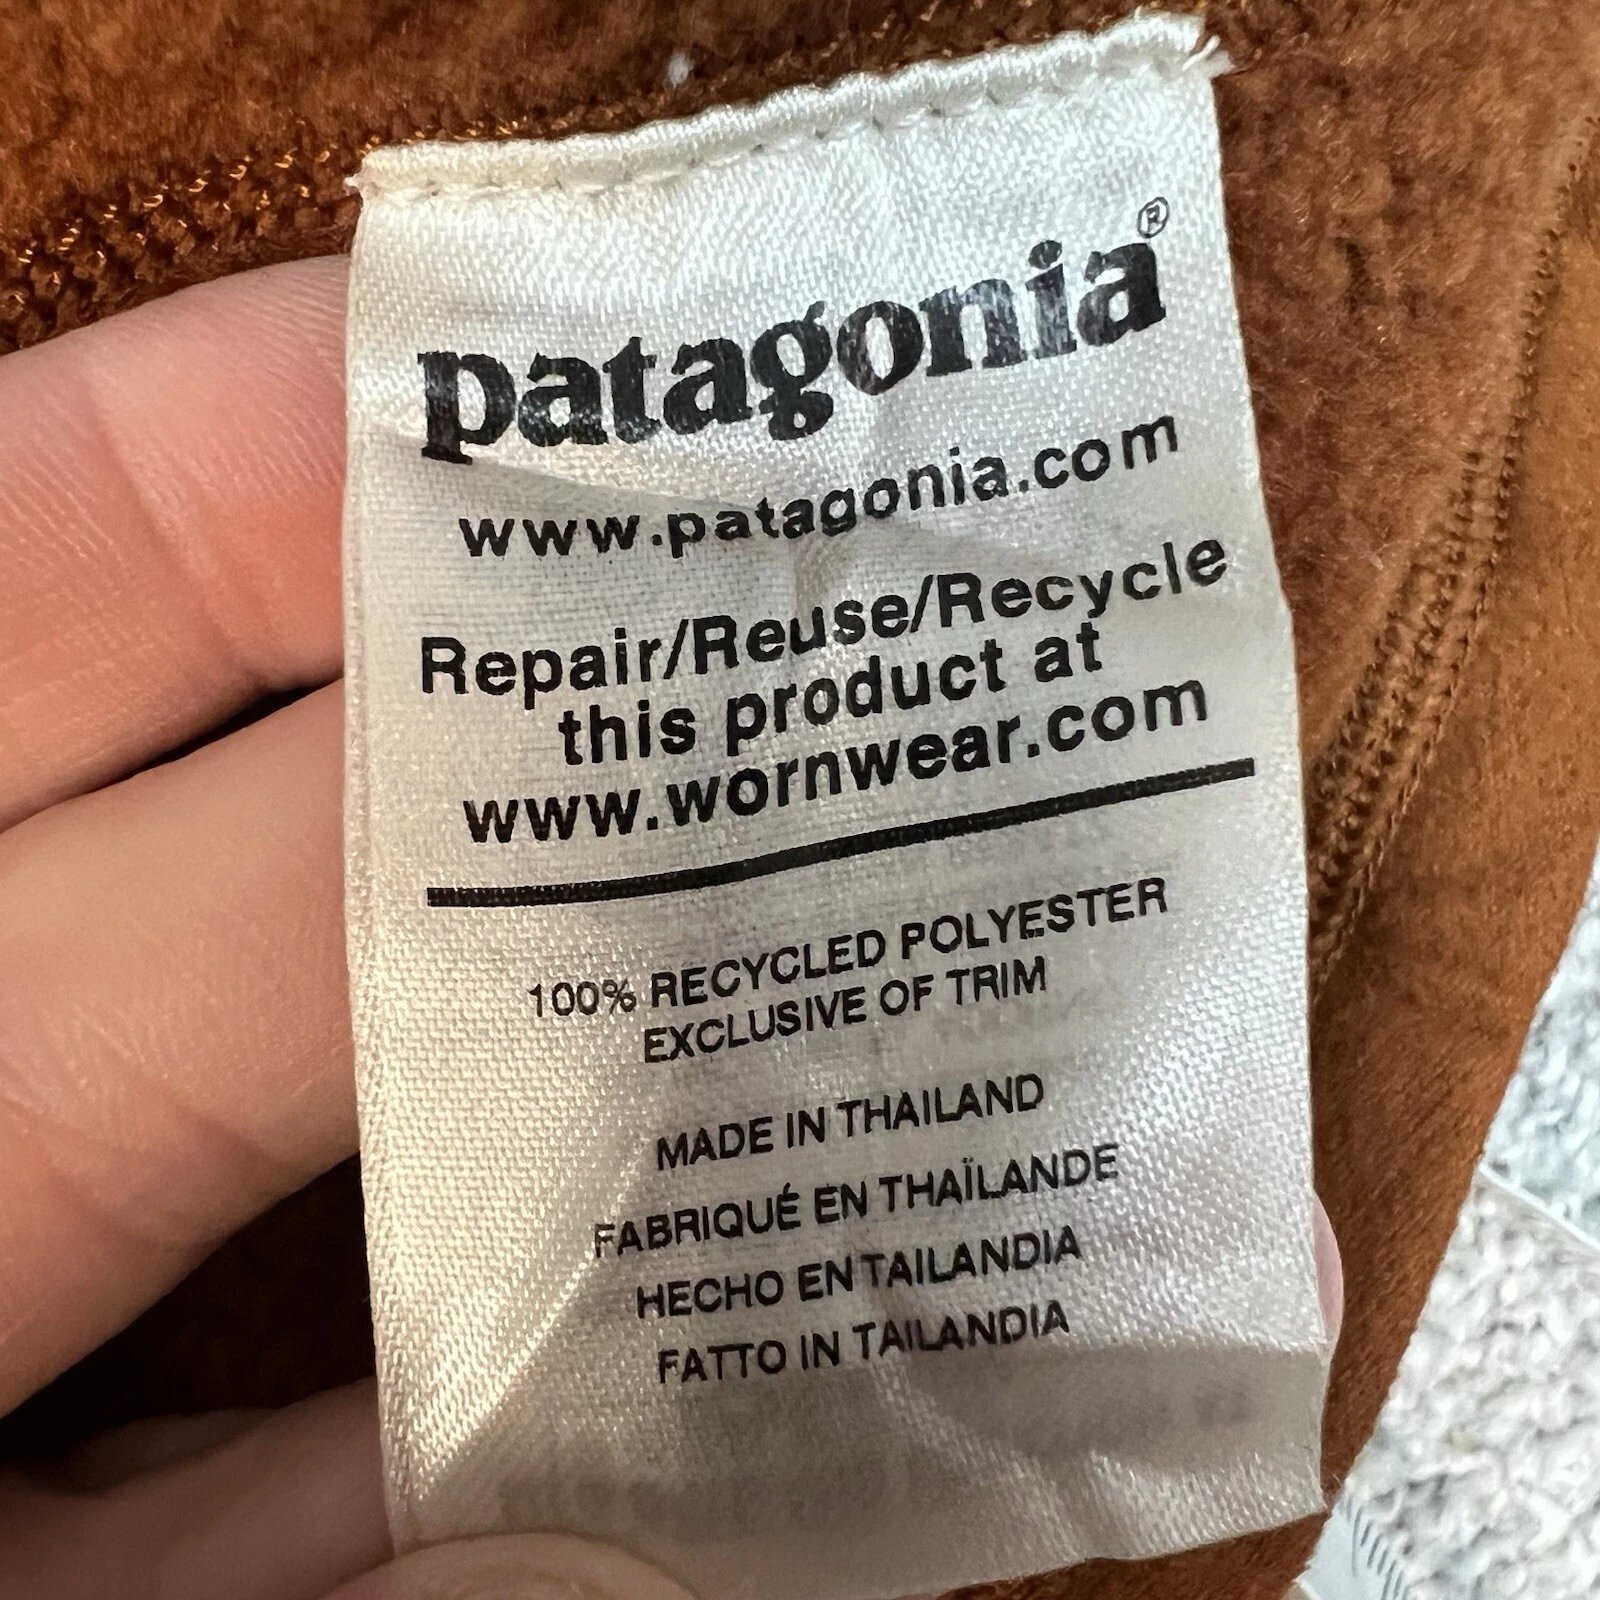 patagonia®
www.patagonia.com
Repair/Reuse/Recycle
this product at
www.wornwear.com
100% RECYCLED POLYESTER
EXCLUSIVE OF TRIM
MADE IN THAILAND
FABRIQUÉ EN THAÏLANDE
HECHO EN TAILANDIA
FATTO IN TAILANDIA